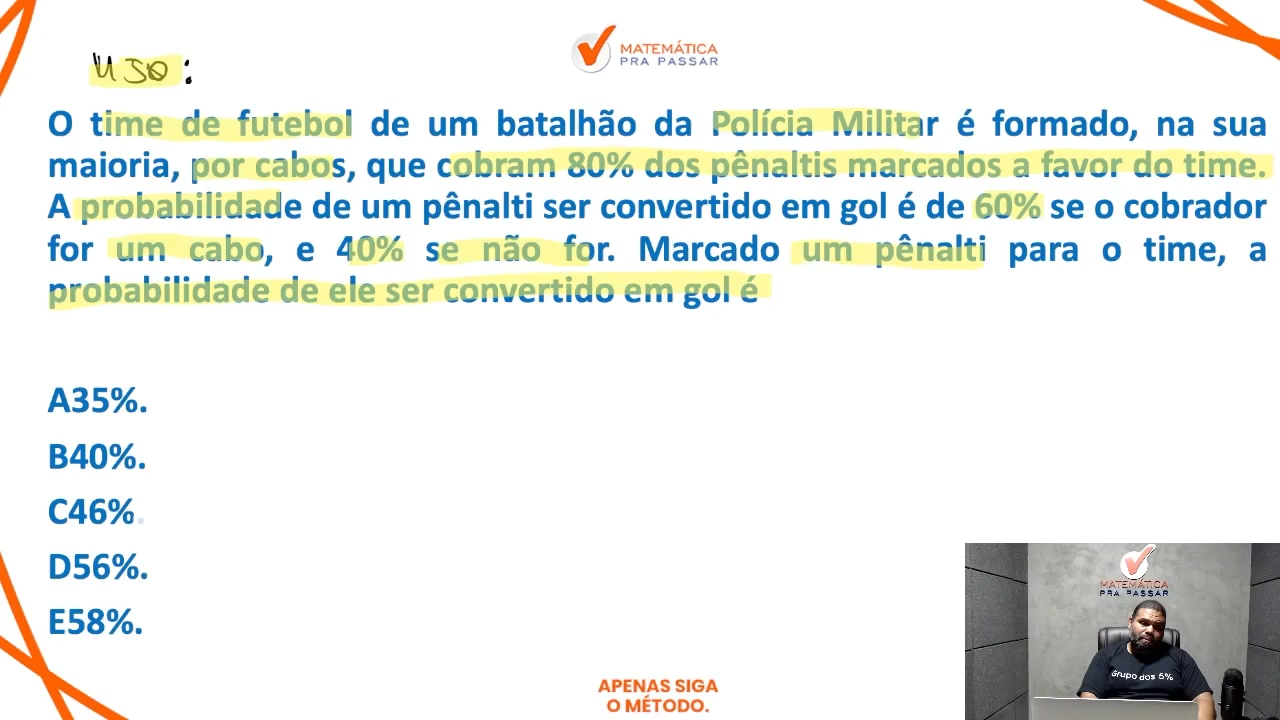 MATEMÁTICA
PRA PASSAR
O time de futebol de um batalhão da Polícia Militar é formado, na sua
maioria, por cabos, que cobram 80% dos pênaltis marcados a favor do time.
A probabilidade de um pênalti ser convertido em gol é de 60% se o cobrador
for um cabo, e 40% se não for. Marcado um pênalti para o time, a
probabilidade de ele ser convertido em gol é
A35%.
B40%.
C46%.
D56%.
E58%.
MATEMÁTICA
PRA PASSAR
Grupo dos 5%
APENAS SIGA
O MÉTODO.